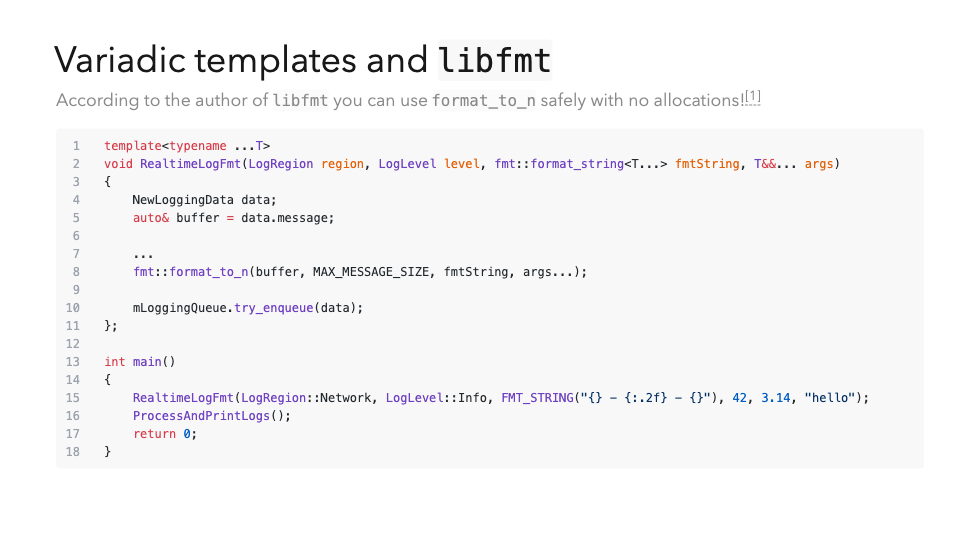 Variadic templates and libfmt
According to the author of libfmt you can use format_to_n safely with no allocations![1]
1 template<typename ...T>
2 void RealtimeLogFmt(LogRegion region, LogLevel level, fmt::format_string<T...> fmtString, T&&... args)
3 {
4 NewLoggingData data;
5 auto& buffer = data.message;
6
7 ...
8 fmt::format_to_n(buffer, MAX_MESSAGE_SIZE, fmtString, args...);
9
10 mLoggingQueue.try_enqueue(data);
11 };
12
13 int main()
14 {
15 RealtimeLogFmt(LogRegion::Network, LogLevel::Info, FMT_STRING("{} – {:.2f} – {}"), 42, 3.14, "hello");
16 ProcessAndPrintLogs();
17 return 0;
18 }